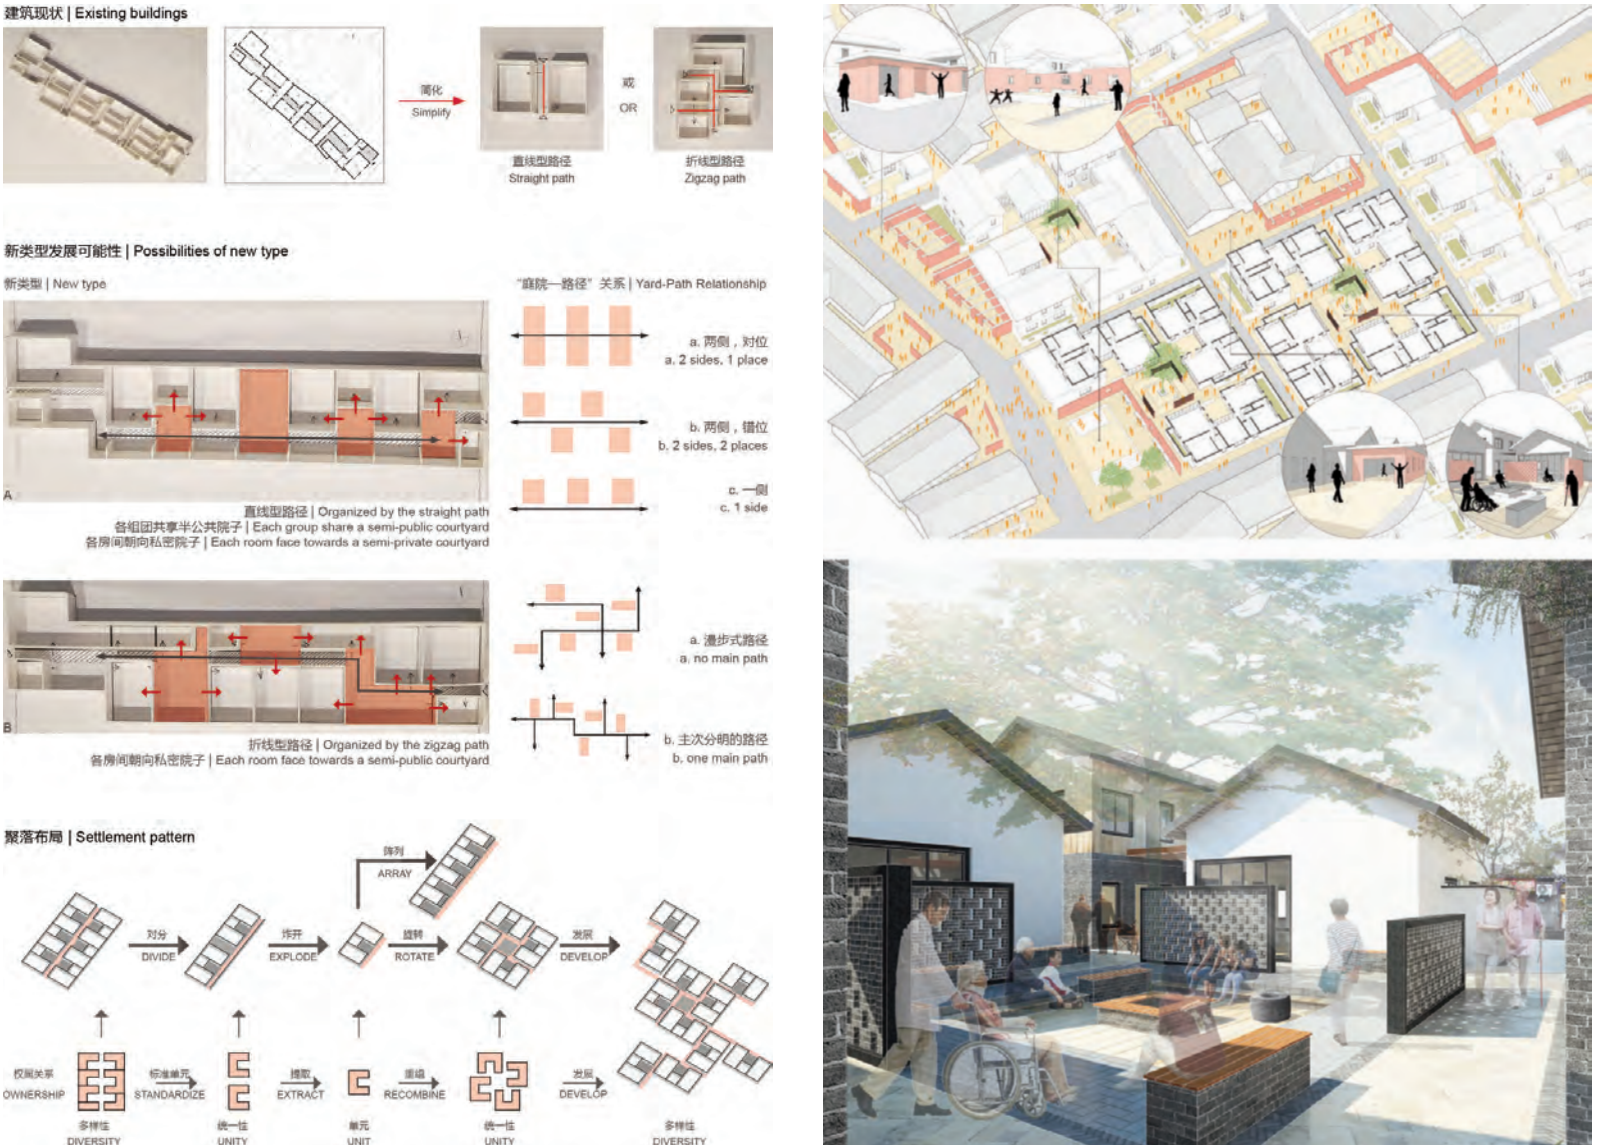 建筑现状 | Existing buildings
简化
Simplify
或
OR
直线型路径
Straight path
折线型路径
Zigzag path
新类型发展可能性 | Possibilities of new type
新类型 | New type
“庭院—路径”关系 | Yard-Path Relationship
a. 两侧，对位
a. 2 sides, 1 place
b. 两侧，错位
b. 2 sides, 2 places
c. 一侧
c. 1 side
A
直线型路径 | Organized by the straight path
各组团共享半公共院子 | Each group share a semi-public courtyard
各房间朝向私密院子 | Each room face towards a semi-private courtyard
a. 漫步式路径
a. no main path
b. 主次分明的路径
b. one main path
B
折线型路径 | Organized by the zigzag path
各房间朝向私密院子 | Each room face towards a semi-public courtyard
聚落布局 | Settlement pattern
阵列
ARRAY
对分
DIVIDE
炸开
EXPLODE
旋转
ROTATE
发展
DEVELOP
权属关系
OWNERSHIP
标准单元
STANDARDIZE
提取
EXTRACT
重组
RECOMBINE
发展
DEVELOP
多样性
DIVERSITY
统一性
UNITY
单元
UNIT
统一性
UNITY
多样性
DIVERSITY